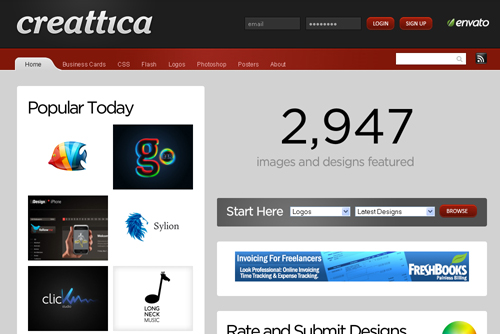 creattica
email
LOGIN
SIGN UP
envato
Home
Business Cards
CSS
Flash
Logos
Photoshop
Posters
About
Popular Today
go
Sylion
clic
LONG
NECK
MUSIC
2,947
images and designs featured
Start Here
Logos
Latest Designs
BROWSE
Invoicing For Freelancers
Look Professional: Online Invoicing
Time Tracking & Expense Tracking.
FRESHBOOKS
Painless Billing
Rate and Submit Designs